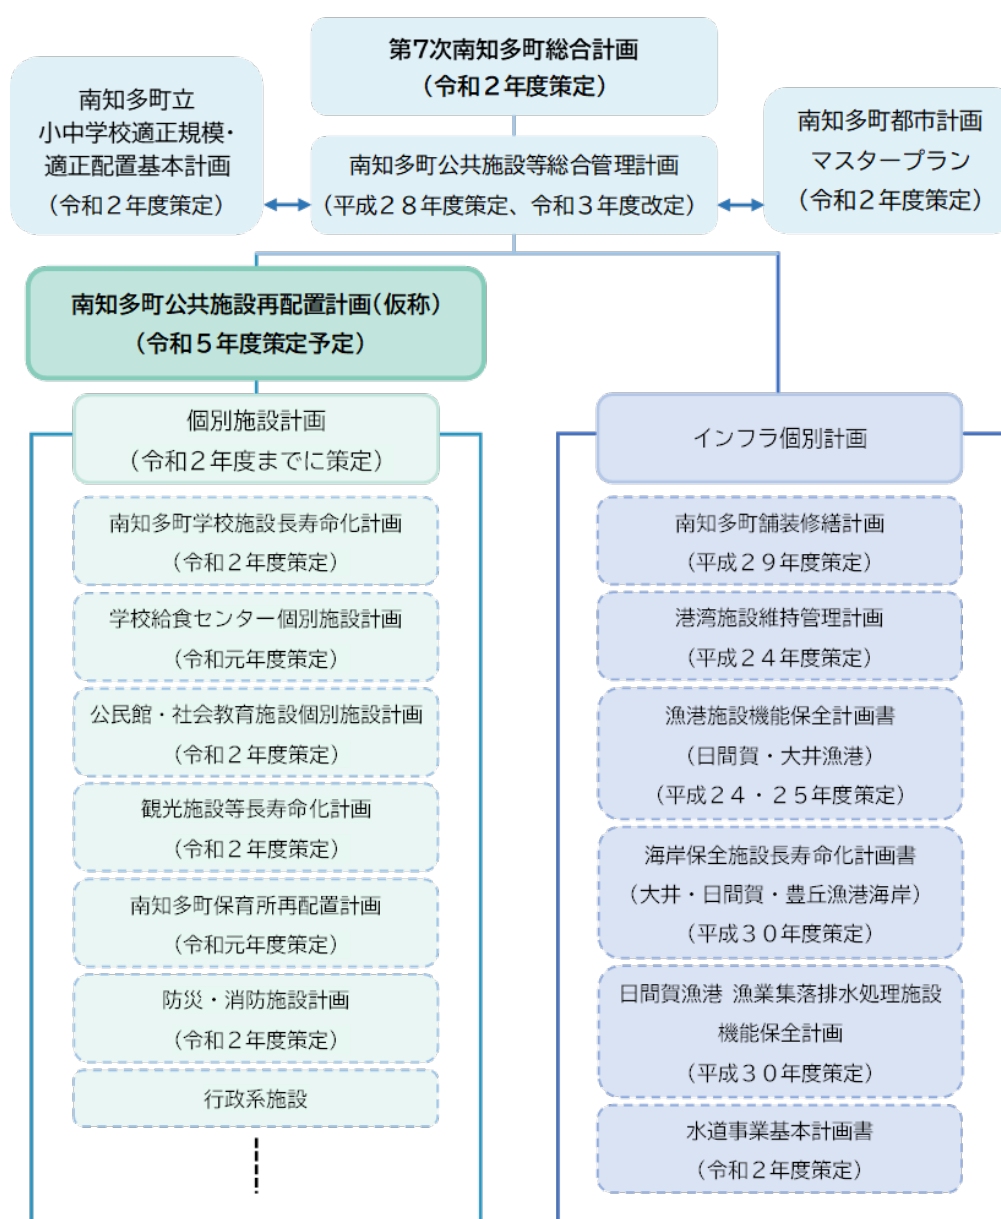 第7次南知多町総合計画
(令和２年度策定)
南知多町立
小中学校適正規模・
適正配置基本計画
(令和２年度策定)
南知多町公共施設等総合管理計画
(平成２８年度策定、令和３年度改定)
南知多町都市計画
マスタープラン
(令和２年度策定)
南知多町公共施設再配置計画(仮称)
(令和５年度策定予定)
個別施設計画
(令和２年度までに策定)
南知多町学校施設長寿命化計画
(令和２年度策定)
学校給食センター個別施設計画
(令和元年度策定)
公民館・社会教育施設個別施設計画
(令和２年度策定)
観光施設等長寿命化計画
(令和２年度策定)
南知多町保育所再配置計画
(令和元年度策定)
防災・消防施設計画
(令和２年度策定)
行政系施設
インフラ個別計画
南知多町舗装修繕計画
(平成２９年度策定)
港湾施設維持管理計画
(平成２４年度策定)
漁港施設機能保全計画書
(日間賀・大井漁港)
(平成２４・２５年度策定)
海岸保全施設長寿命化計画書
(大井・日間賀・豊丘漁港海岸)
(平成３０年度策定)
日間賀漁港 漁業集落排水処理施設
機能保全計画
(平成３０年度策定)
水道事業基本計画書
(令和２年度策定)